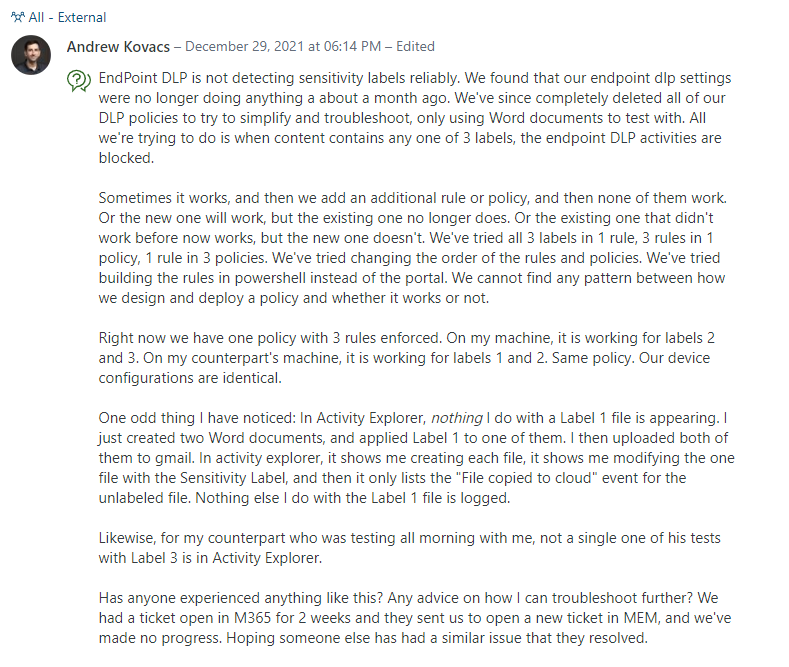 All - External
Andrew Kovacs – December 29, 2021 at 06:14 PM – Edited
EndPoint DLP is not detecting sensitivity labels reliably. We found that our endpoint dlp settings
were no longer doing anything a about a month ago. We've since completely deleted all of our
DLP policies to try to simplify and troubleshoot, only using Word documents to test with. All
we're trying to do is when content contains any one of 3 labels, the endpoint DLP activities are
blocked.
Sometimes it works, and then we add an additional rule or policy, and then none of them work.
Or the new one will work, but the existing one no longer does. Or the existing one that didn't
work before now works, but the new one doesn't. We've tried all 3 labels in 1 rule, 3 rules in 1
policy, 1 rule in 3 policies. We've tried changing the order of the rules and policies. We've tried
building the rules in powershell instead of the portal. We cannot find any pattern between how
we design and deploy a policy and whether it works or not.
Right now we have one policy with 3 rules enforced. On my machine, it is working for labels 2
and 3. On my counterpart's machine, it is working for labels 1 and 2. Same policy. Our device
configurations are identical.
One odd thing I have noticed: In Activity Explorer, nothing I do with a Label 1 file is appearing. I
just created two Word documents, and applied Label 1 to one of them. I then uploaded both of
them to gmail. In activity explorer, it shows me creating each file, it shows me modifying the one
file with the Sensitivity Label, and then it only lists the "File copied to cloud" event for the
unlabeled file. Nothing else I do with the Label 1 file is logged.
Likewise, for my counterpart who was testing all morning with me, not a single one of his tests
with Label 3 is in Activity Explorer.
Has anyone experienced anything like this? Any advice on how I can troubleshoot further? We
had a ticket open in M365 for 2 weeks and they sent us to open a new ticket in MEM, and we've
made no progress. Hoping someone else has had a similar issue that they resolved.